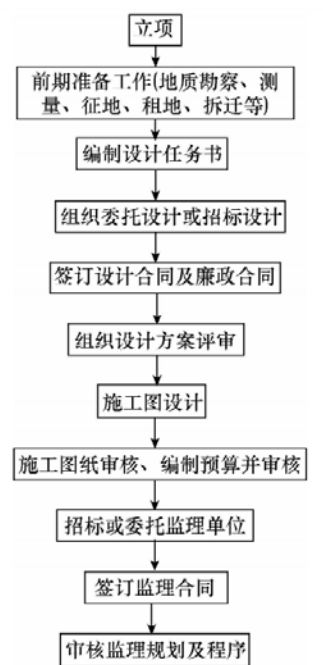 立项
前期准备工作(地质勘察、测
量、征地、租地、拆迁等)
编制设计任务书
组织委托设计或招标设计
签订设计合同及廉政合同
组织设计方案评审
施工图设计
施工图纸审核、编制预算并审核
招标或委托监理单位
签订监理合同
审核监理规划及程序